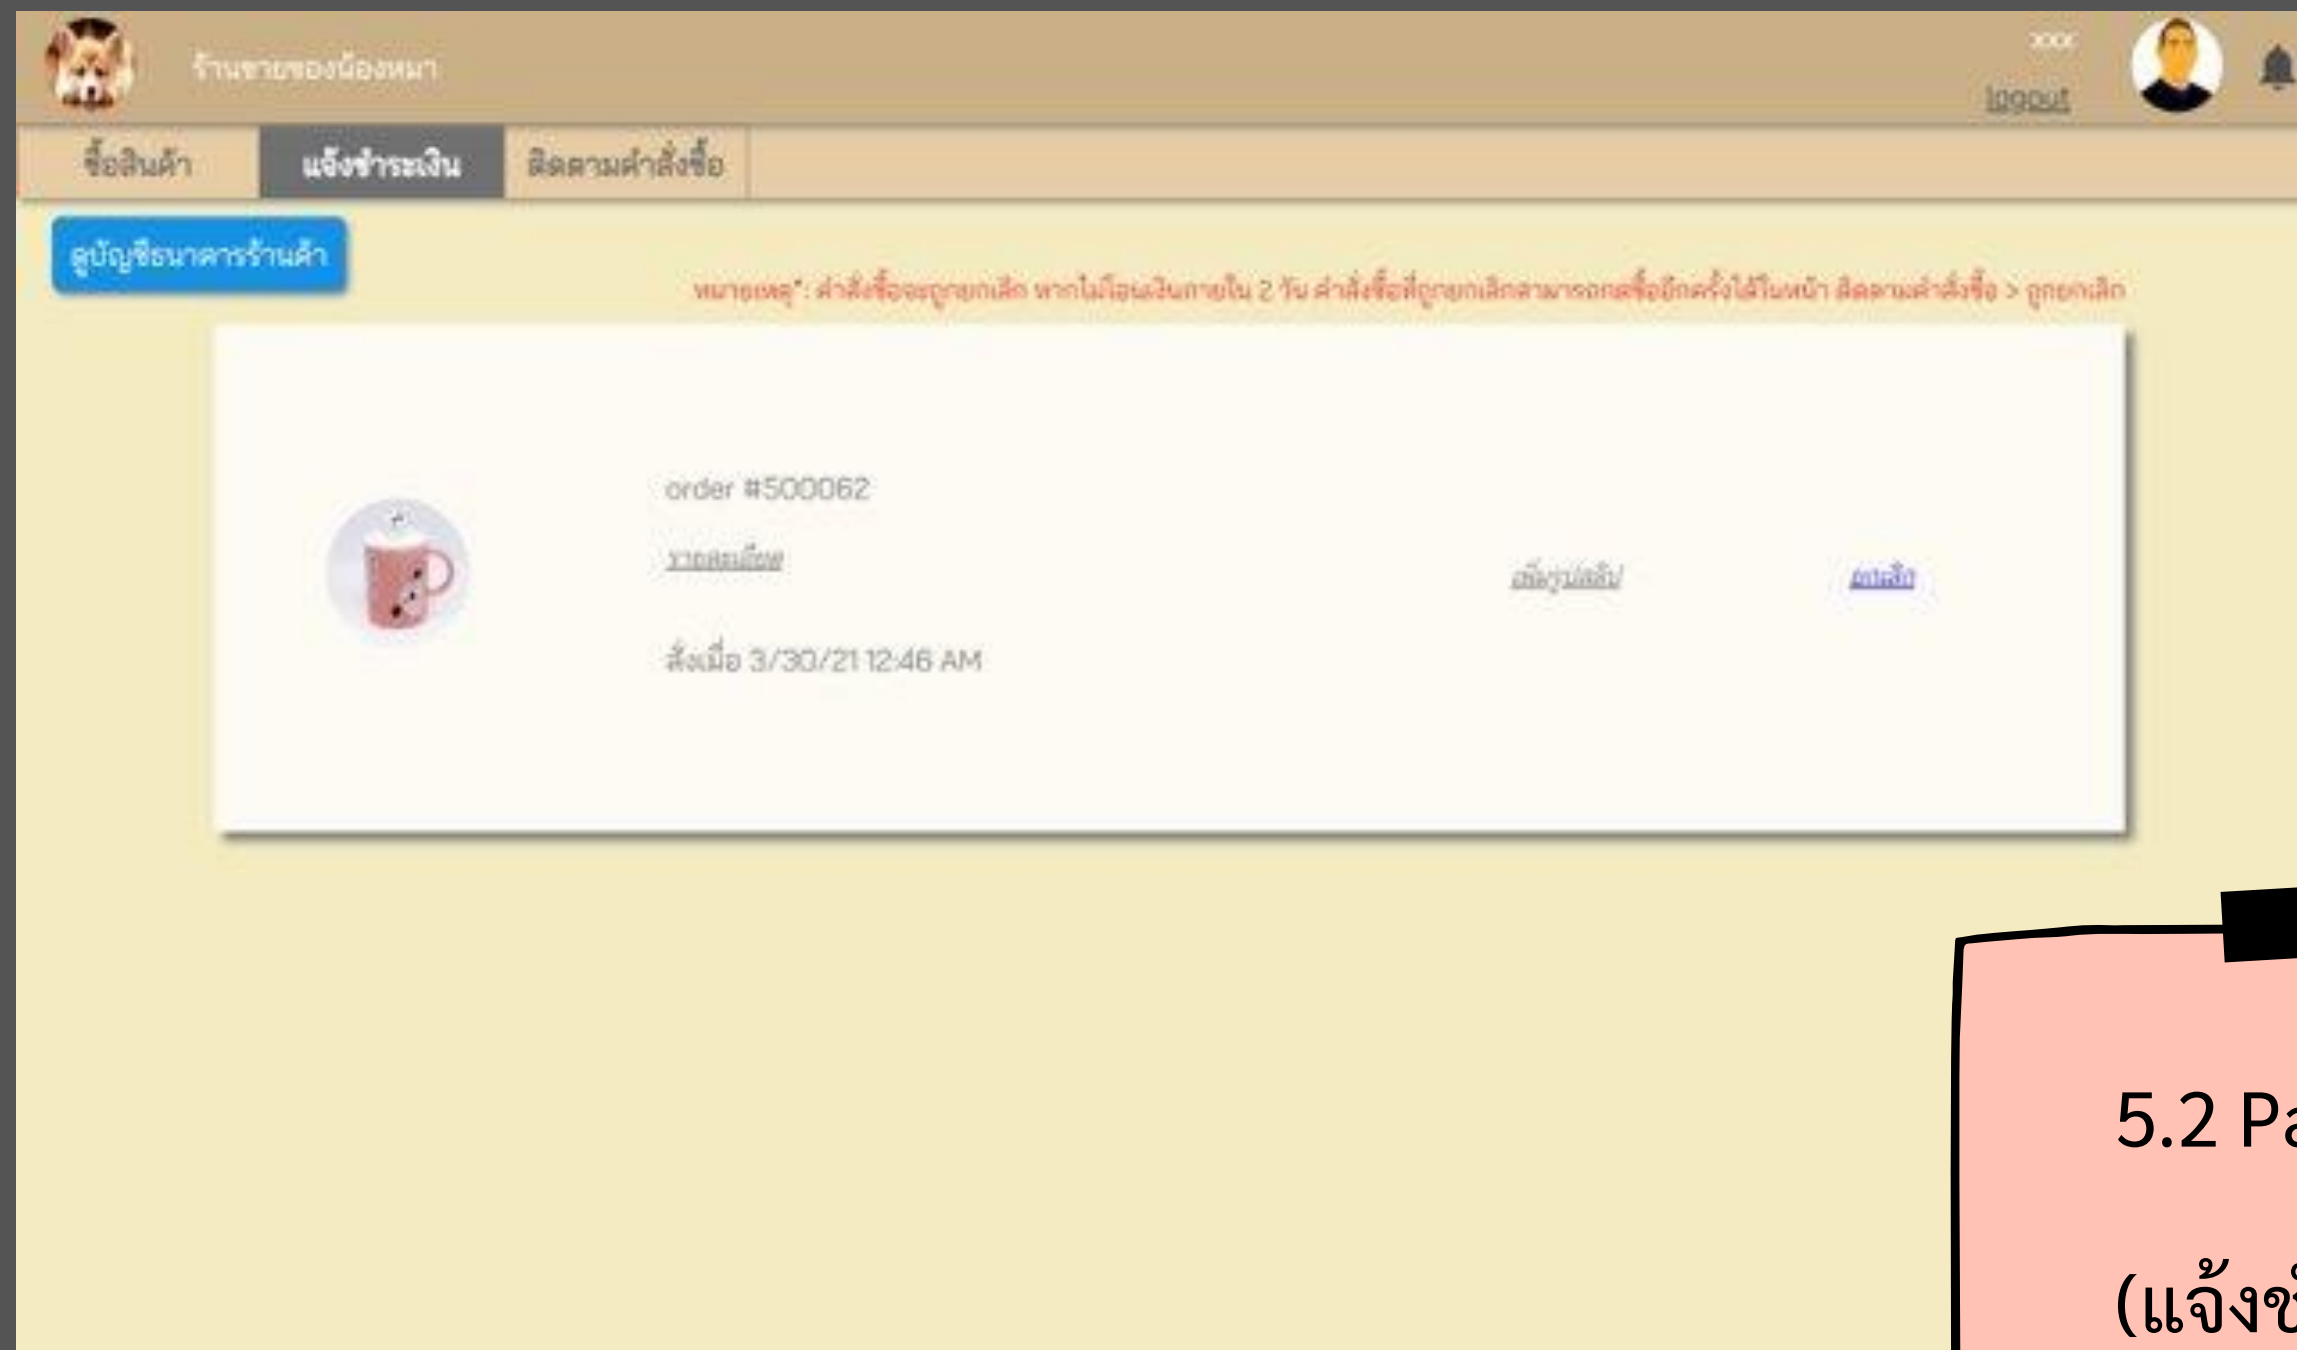 ร้านขายของน้องหมา
xxx
logout
ซื้อสินค้า
แจ้งชำระเงิน
ติดตามคำสั่งซื้อ
ดูบัญชีธนาคารร้านค้า
หมายเหตุ*: คำสั่งซื้อจะถูกยกเลิก หากไม่โอนเงินภายใน 2 วัน คำสั่งซื้อที่ถูกยกเลิกสามารถกดซื้ออีกครั้งได้ในหน้า ติดตามคำสั่งซื้อ > ถูกยกเลิก
order #500062
รายละเอียด
เพิ่มรูปสลิป
ยกเลิก
สั่งเมื่อ 3/30/21 12:46 AM
5.2 Pa
(แจ้งชำ